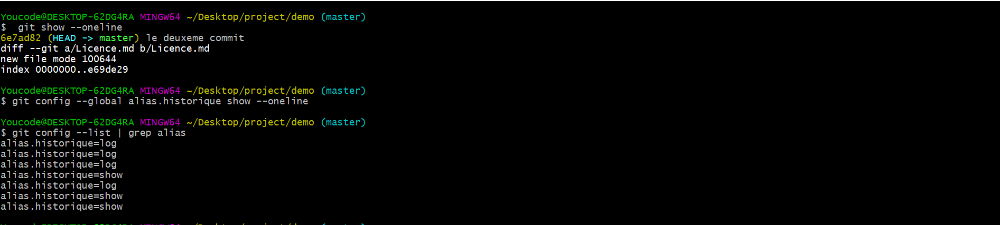 Youcode@DESKTOP-62DG4RA MINGW64 ~/Desktop/project/demo (master)
$  git show --oneline
6e7ad82 (HEAD -> master) le deuxeme commit
diff --git a/Licence.md b/Licence.md
new file mode 100644
index 0000000..e69de29
Youcode@DESKTOP-62DG4RA MINGW64 ~/Desktop/project/demo (master)
$ git config --global alias.historique show --oneline
Youcode@DESKTOP-62DG4RA MINGW64 ~/Desktop/project/demo (master)
$ git config --list | grep alias
alias.historique=log
alias.historique=log
alias.historique=log
alias.historique=show
alias.historique=log
alias.historique=show
alias.historique=show